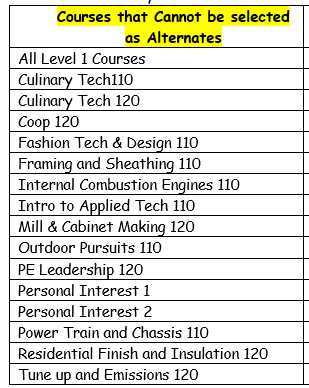 Courses that Cannot be selected
as Alternates
All Level 1 Courses
Culinary Tech110
Culinary Tech 120
Coop 120
Fashion Tech & Design 110
Framing and Sheathing 110
Internal Combustion Engines 110
Intro to Applied Tech 110
Mill & Cabinet Making 120
Outdoor Pursuits 110
PE Leadership 120
Personal Interest 1
Personal Interest 2
Power Train and Chassis 110
Residential Finish and Insulation 120
Tune up and Emissions 120